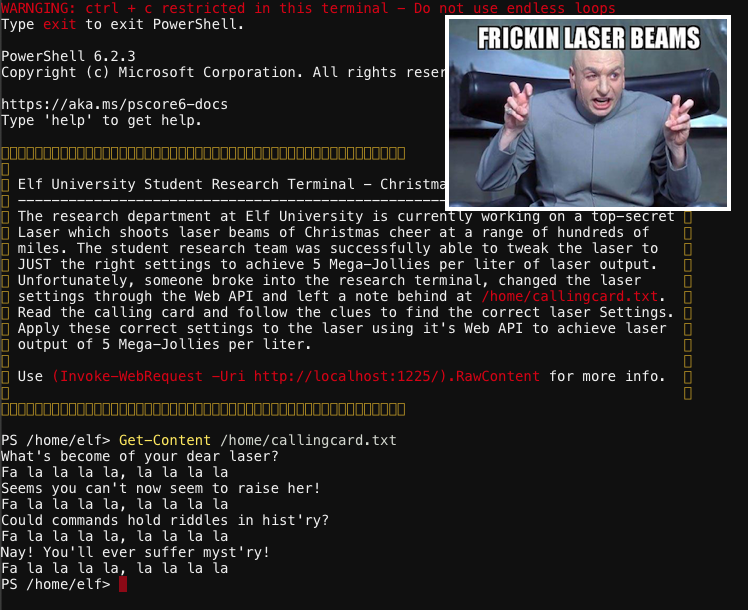 WARNGING: ctrl + c restricted in this terminal - Do not use endless loops
Type exit to exit PowerShell.
FRICKIN LASER BEAMS
PowerShell 6.2.3
Copyright (c) Microsoft Corporation. All rights reser
https://aka.ms/pscore6-docs
Type 'help' to get help.
Elf University Student Research Terminal - Christma
--------------------------------------------------------------------------------
The research department at Elf University is currently working on a top-secret
Laser which shoots laser beams of Christmas cheer at a range of hundreds of
miles. The student research team was successfully able to tweak the laser to
JUST the right settings to achieve 5 Mega-Jollies per liter of laser output.
Unfortunately, someone broke into the research terminal, changed the laser
settings through the Web API and left a note behind at /home/callingcard.txt.
Read the calling card and follow the clues to find the correct laser Settings.
Apply these correct settings to the laser using it's Web API to achieve laser
output of 5 Mega-Jollies per liter.
Use (Invoke-WebRequest -Uri http://localhost:1225/).RawContent for more info.
PS /home/elf> Get-Content /home/callingcard.txt
What's become of your dear laser?
Fa la la la la, la la la la
Seems you can't now seem to raise her!
Fa la la la la, la la la la
Could commands hold riddles in hist'ry?
Fa la la la la, la la la la
Nay! You'll ever suffer myst'ry!
Fa la la la la, la la la la
PS /home/elf>